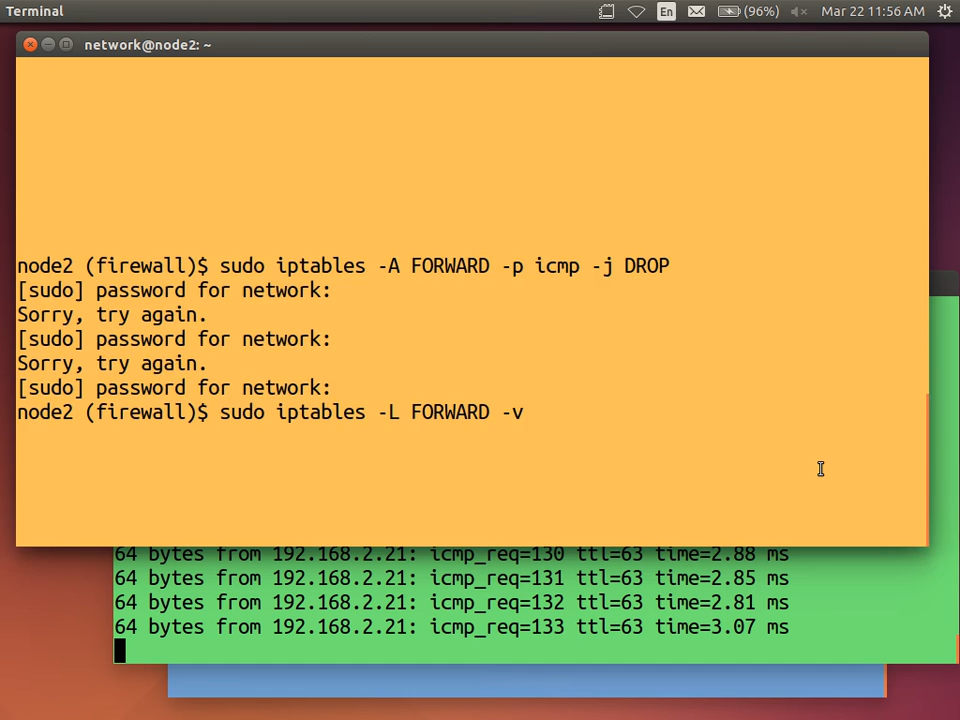 Terminal
En
(96%)
Mar 22 11:56 AM
network@node2: ~
node2 (firewall)$ sudo iptables -A FORWARD -p icmp -j DROP
[sudo] password for network:
Sorry, try again.
[sudo] password for network:
Sorry, try again.
[sudo] password for network:
node2 (firewall)$ sudo iptables -L FORWARD -v
64 bytes from 192.168.2.21: icmp_req=130 ttl=63 time=2.88 ms
64 bytes from 192.168.2.21: icmp_req=131 ttl=63 time=2.85 ms
64 bytes from 192.168.2.21: icmp_req=132 ttl=63 time=2.81 ms
64 bytes from 192.168.2.21: icmp_req=133 ttl=63 time=3.07 ms